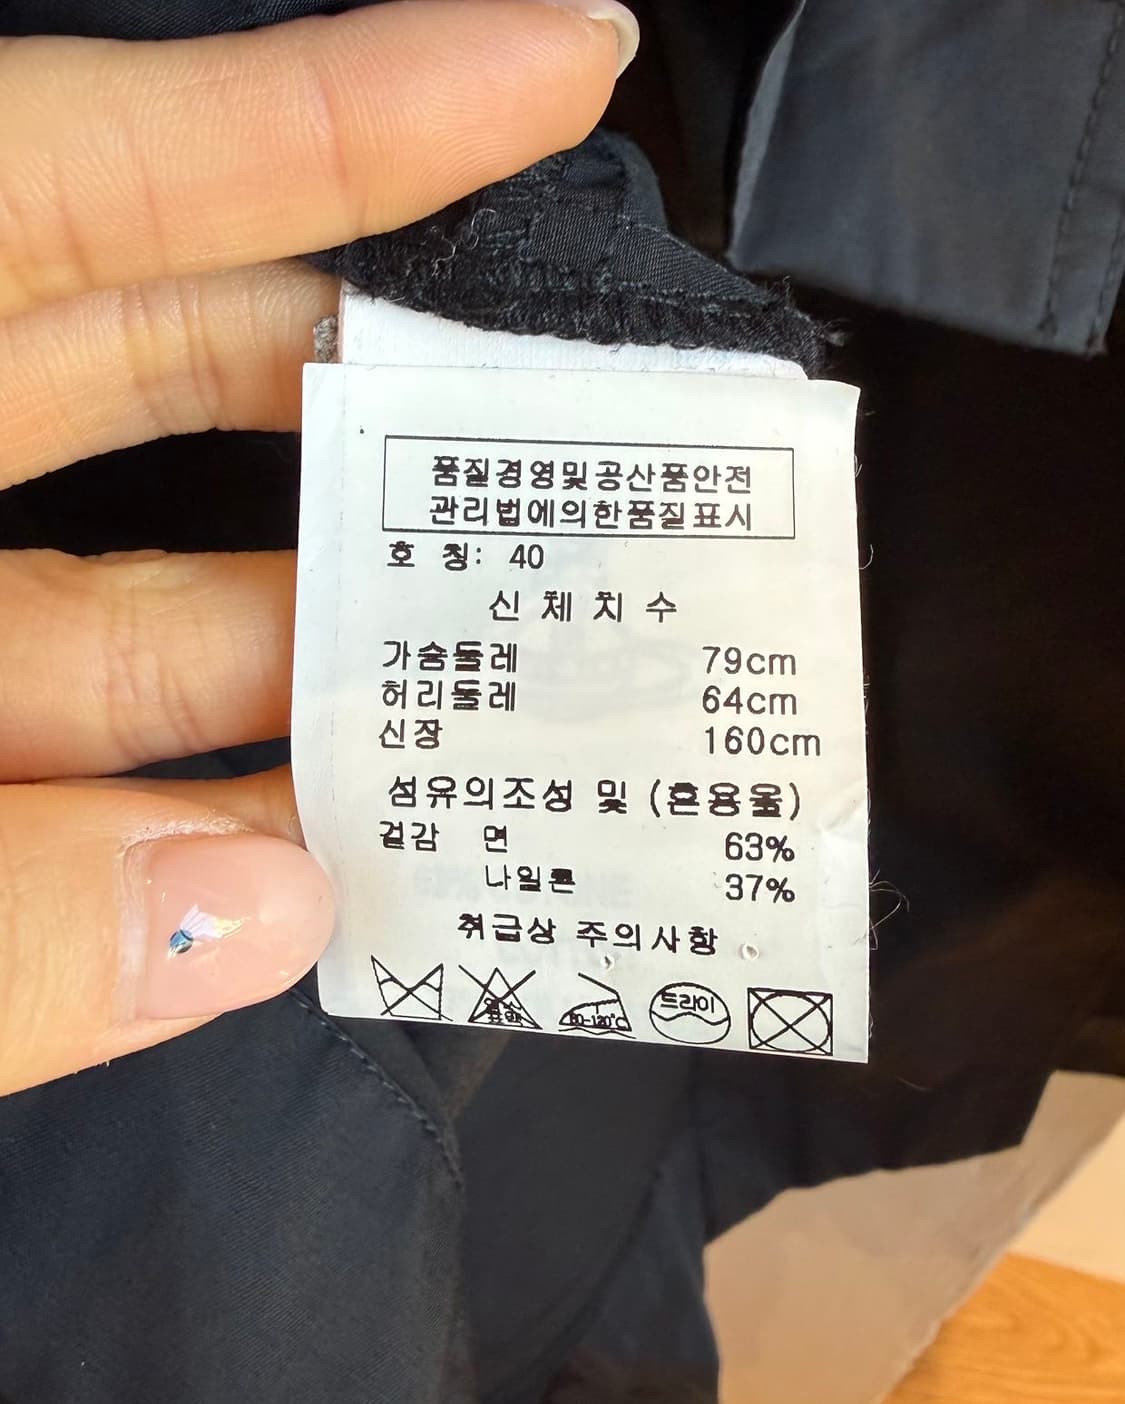 품질경영및공산품안전
관리법에의한품질표시
호 칭: 40
신 체 치 수
가슴둘레 79cm
허리둘레 64cm
신장 160cm
섬유의조성 및 (혼용율)
겉감 면 63%
나일론 37%
취급상 주의사항
80-120℃ 드라이